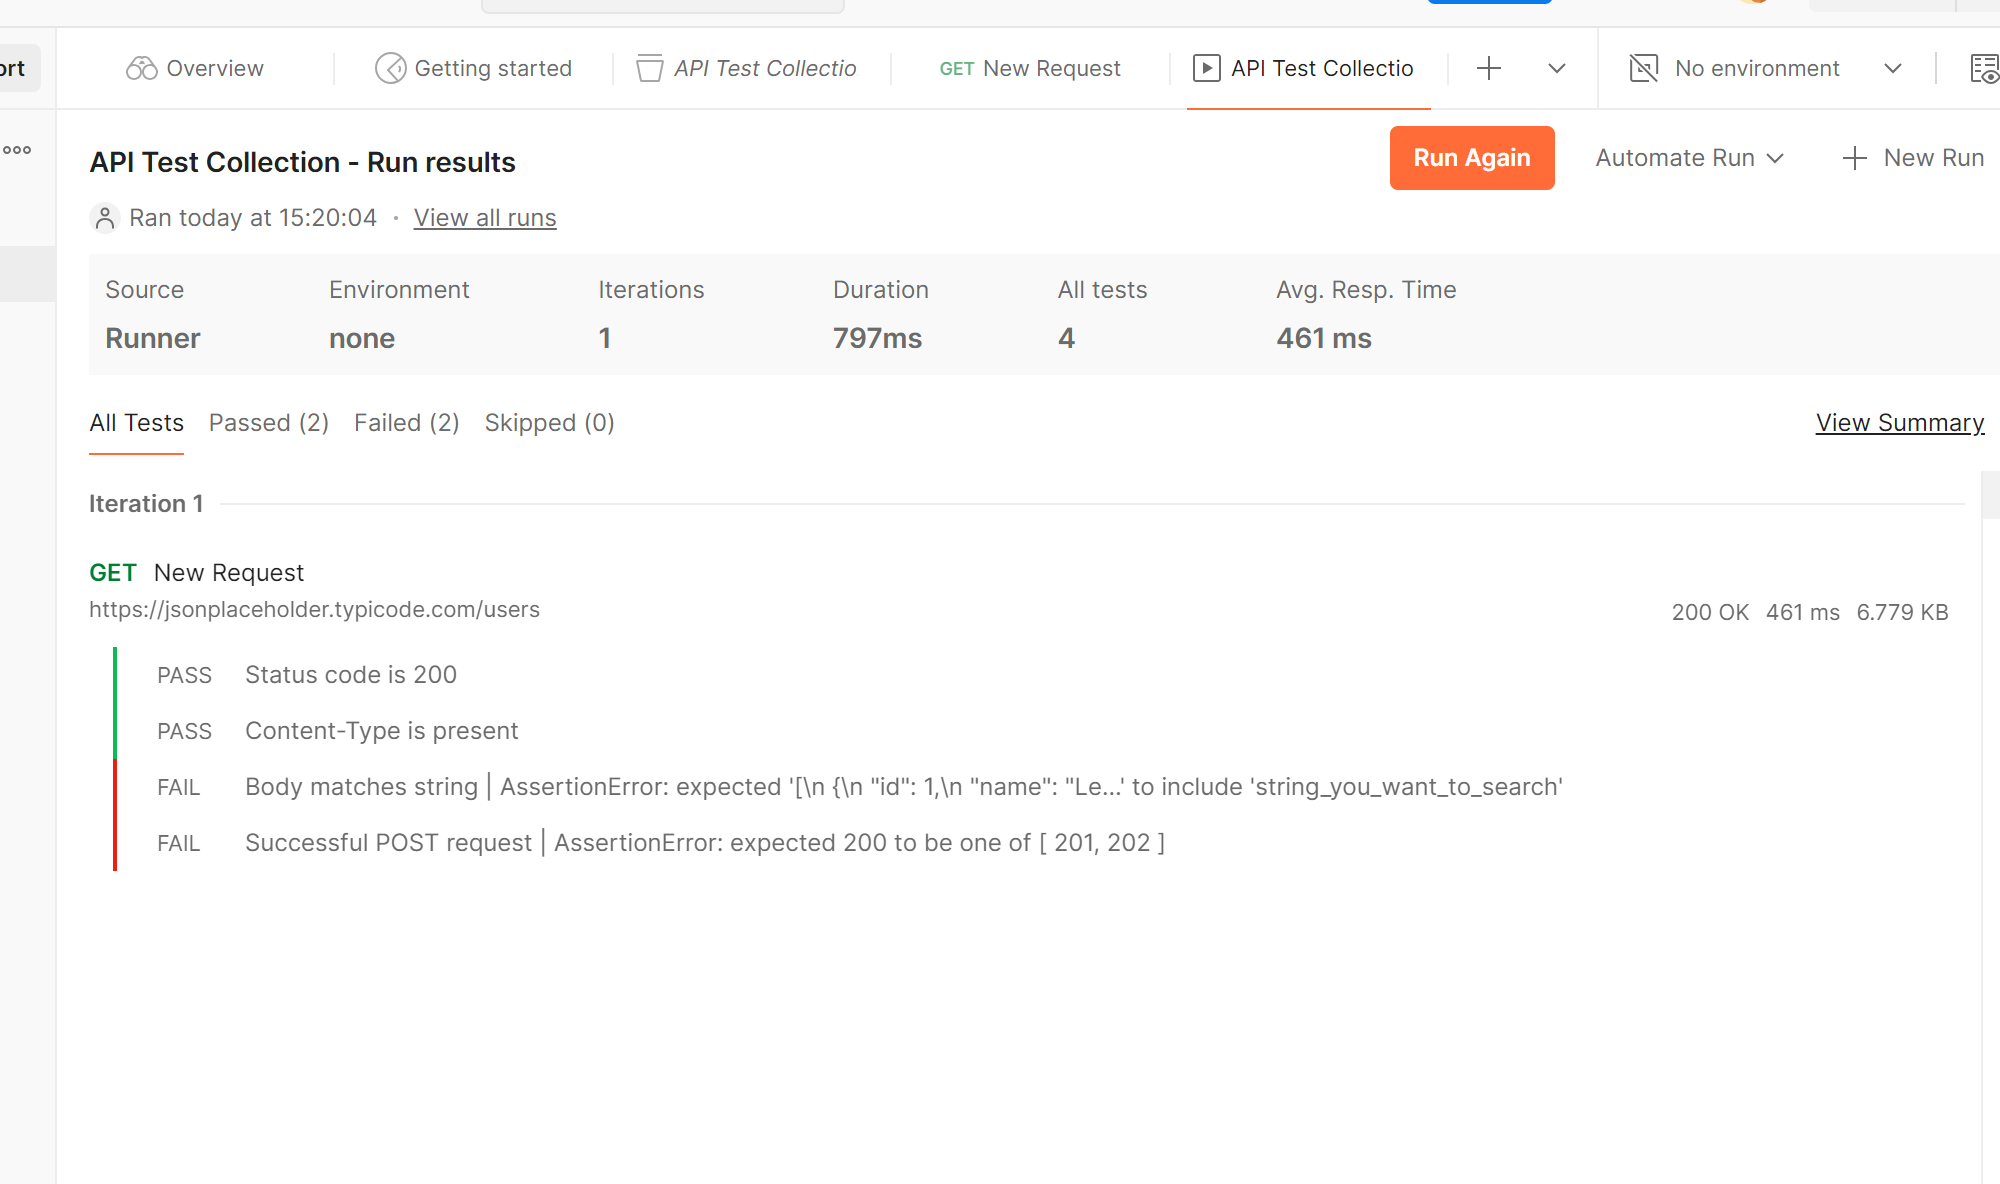 ort
Overview
Getting started
API Test Collectio
GET New Request
API Test Collectio
No environment
API Test Collection - Run results
Run Again
Automate Run
New Run
Ran today at 15:20:04 · View all runs
Source Environment Iterations Duration All tests Avg. Resp. Time
Runner none 1 797ms 4 461 ms
All Tests Passed (2) Failed (2) Skipped (0) View Summary
Iteration 1
GET New Request
https://jsonplaceholder.typicode.com/users
200 OK 461 ms 6.779 KB
PASS Status code is 200
PASS Content-Type is present
FAIL Body matches string | AssertionError: expected '[\n {\n "id": 1,\n "name": "Le...' to include 'string_you_want_to_search'
FAIL Successful POST request | AssertionError: expected 200 to be one of [ 201, 202 ]